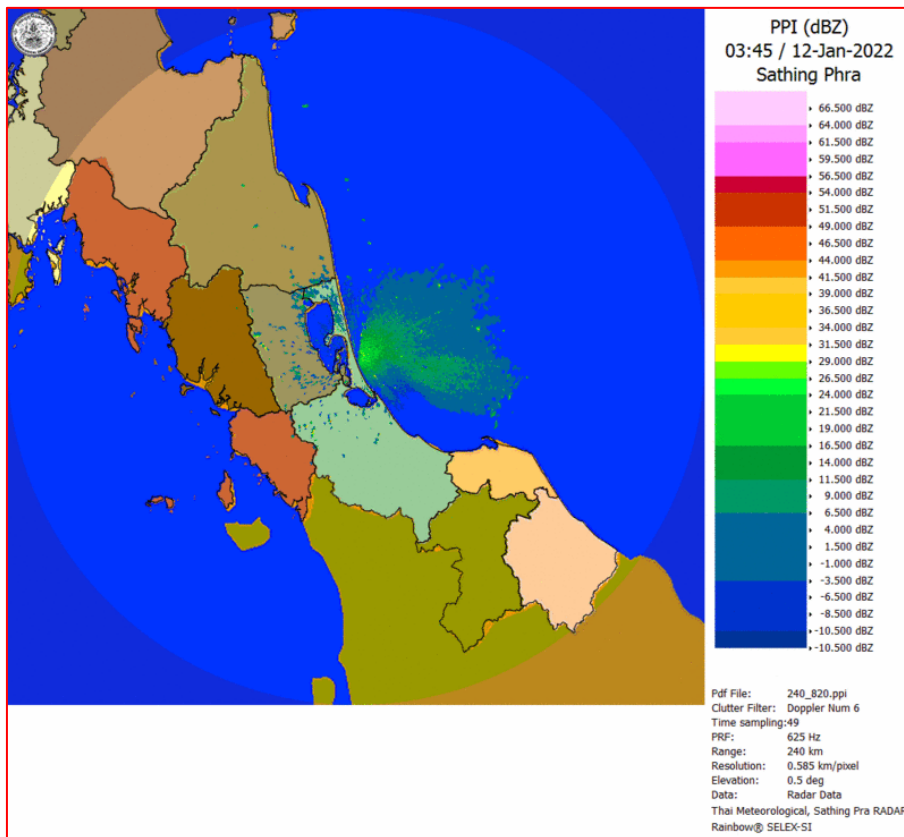 PPI (dBZ)
03:45 / 12-Jan-2022
Sathing Phra
66.500 dBZ
64.000 dBZ
61.500 dBZ
59.500 dBZ
56.500 dBZ
54.000 dBZ
51.500 dBZ
49.000 dBZ
46.500 dBZ
44.000 dBZ
41.500 dBZ
39.000 dBZ
36.500 dBZ
34.000 dBZ
31.500 dBZ
29.000 dBZ
26.500 dBZ
24.000 dBZ
21.500 dBZ
19.000 dBZ
16.500 dBZ
14.000 dBZ
11.500 dBZ
9.000 dBZ
6.500 dBZ
4.000 dBZ
1.500 dBZ
-1.000 dBZ
-3.500 dBZ
-6.500 dBZ
-8.500 dBZ
-10.500 dBZ
-10.500 dBZ
Pdf File: 240_820.ppi
Clutter Filter: Doppler Num 6
Time sampling:49
PRF: 625 Hz
Range: 240 km
Resolution: 0.585 km/pixel
Elevation: 0.5 deg
Data: Radar Data
Thai Meteorological, Sathing Pra RADAR
Rainbow® SELEX-SI